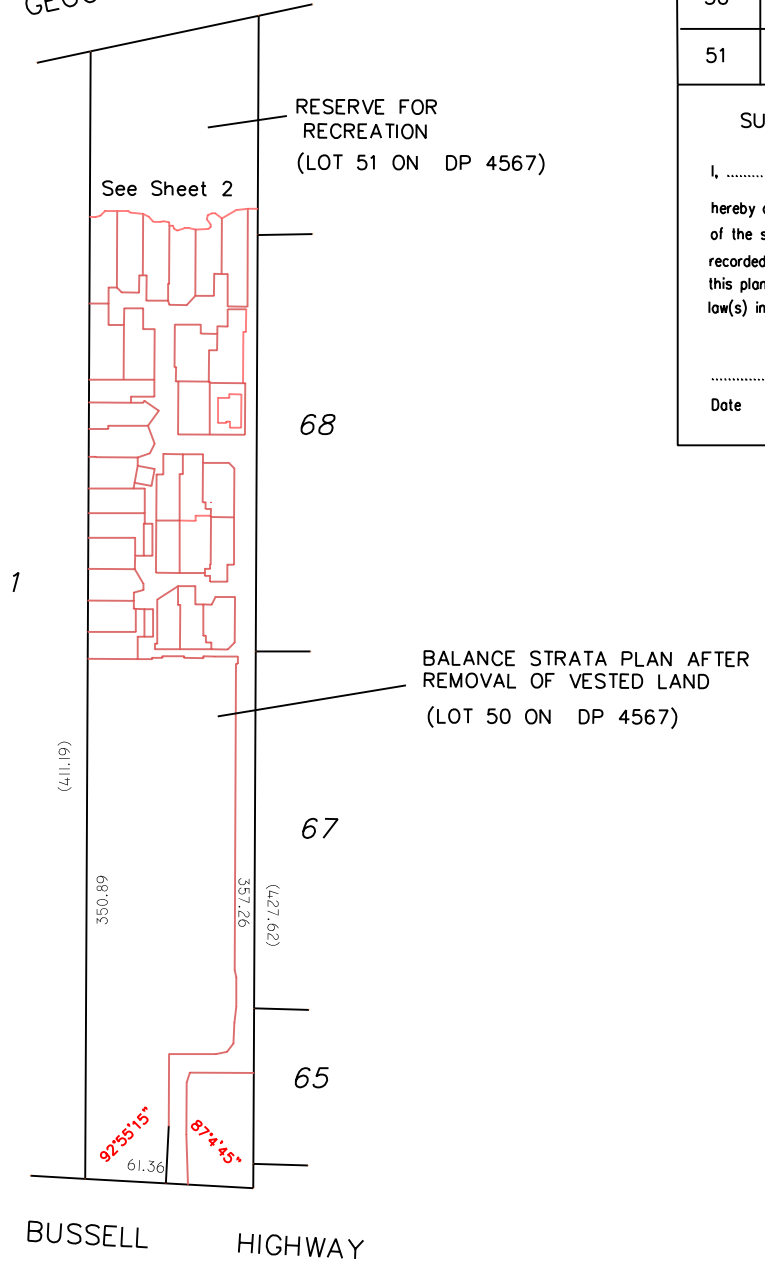 51
RESERVE FOR
RECREATION
(LOT 51 ON DP 4567)
See Sheet 2
I, ..........
hereby
of the
recorded
this plan
law(s) in
..............
Date
68
1
BALANCE STRATA PLAN AFTER
REMOVAL OF VESTED LAND
(LOT 50 ON DP 4567)
(411.19)
67
350.89
357.26
(427.62)
65
92°55'15"
87°4'45"
61.36
BUSSELL HIGHWAY